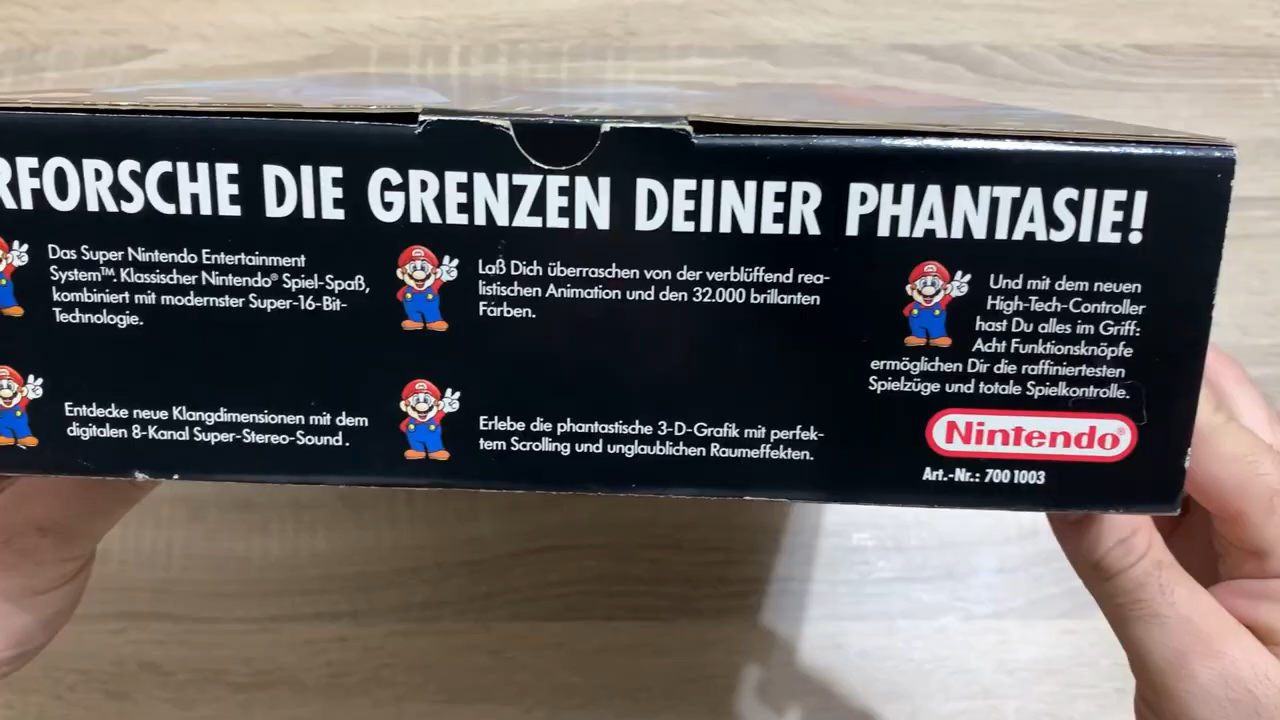 RFORSCHE DIE GRENZEN DEINER PHANTASIE!
Das Super Nintendo Entertainment
System™. Klassischer Nintendo® Spiel-Spaß,
kombiniert mit modernster Super-16-Bit-
Technologie.
Entdecke neue Klangdimensionen mit dem
digitalen 8-Kanal Super-Stereo-Sound.
Laß Dich überraschen von der verblüffend rea-
listischen Animation und den 32.000 brillanten
Farben.
Erlebe die phantastische 3-D-Grafik mit perfek-
tem Scrolling und unglaublichen Raumeffekten.
Und mit dem neuen
High-Tech-Controller
hast Du alles im Griff:
Acht Funktionsknöpfe
ermöglichen Dir die raffiniertesten
Spielzüge und totale Spielkontrolle.
Nintendo®
Art.-Nr.: 700 1003